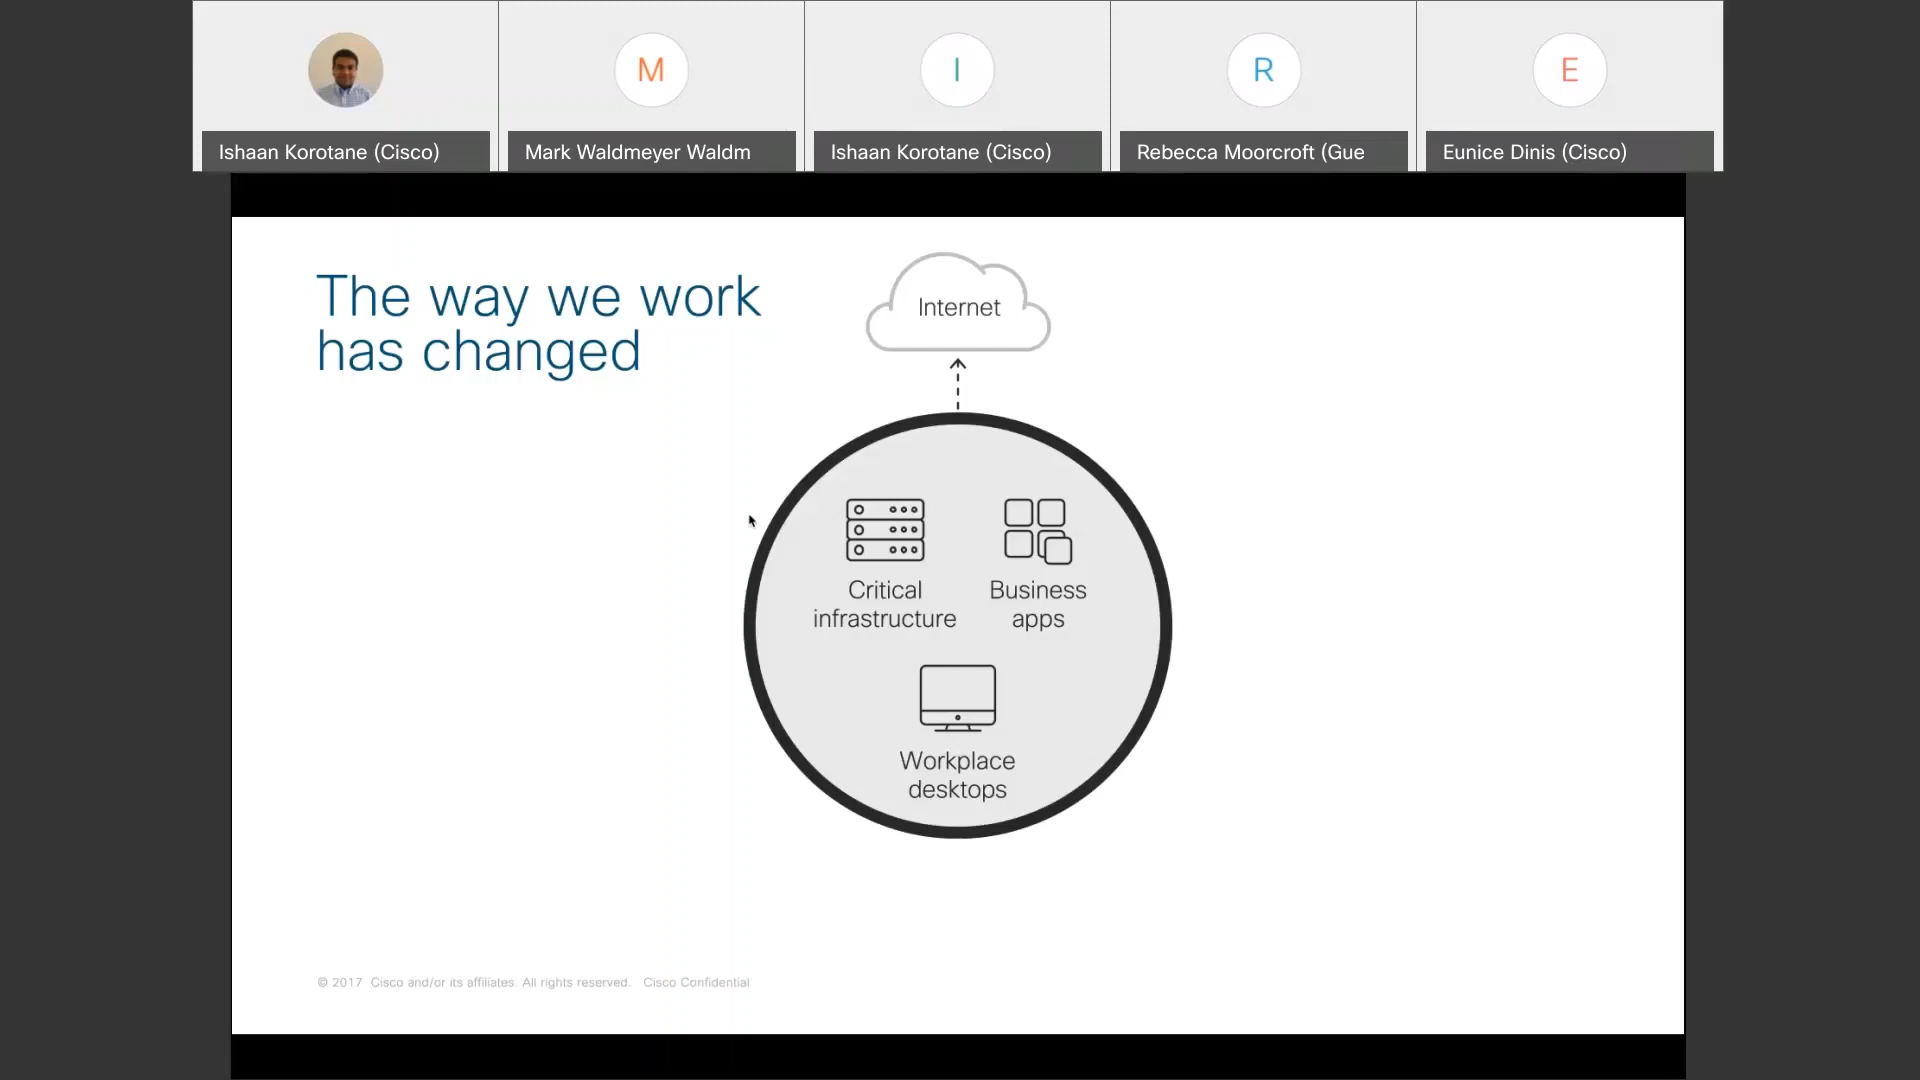 M
I
R
E
Ishaan Korotane (Cisco)
Mark Waldmeyer Waldm
Ishaan Korotane (Cisco)
Rebecca Moorcroft (Gue
Eunice Dinis (Cisco)
The way we work
has changed
Internet
Critical
infrastructure
Business
apps
Workplace
desktops
© 2017 Cisco and/or its affiliates. All rights reserved. Cisco Confidential